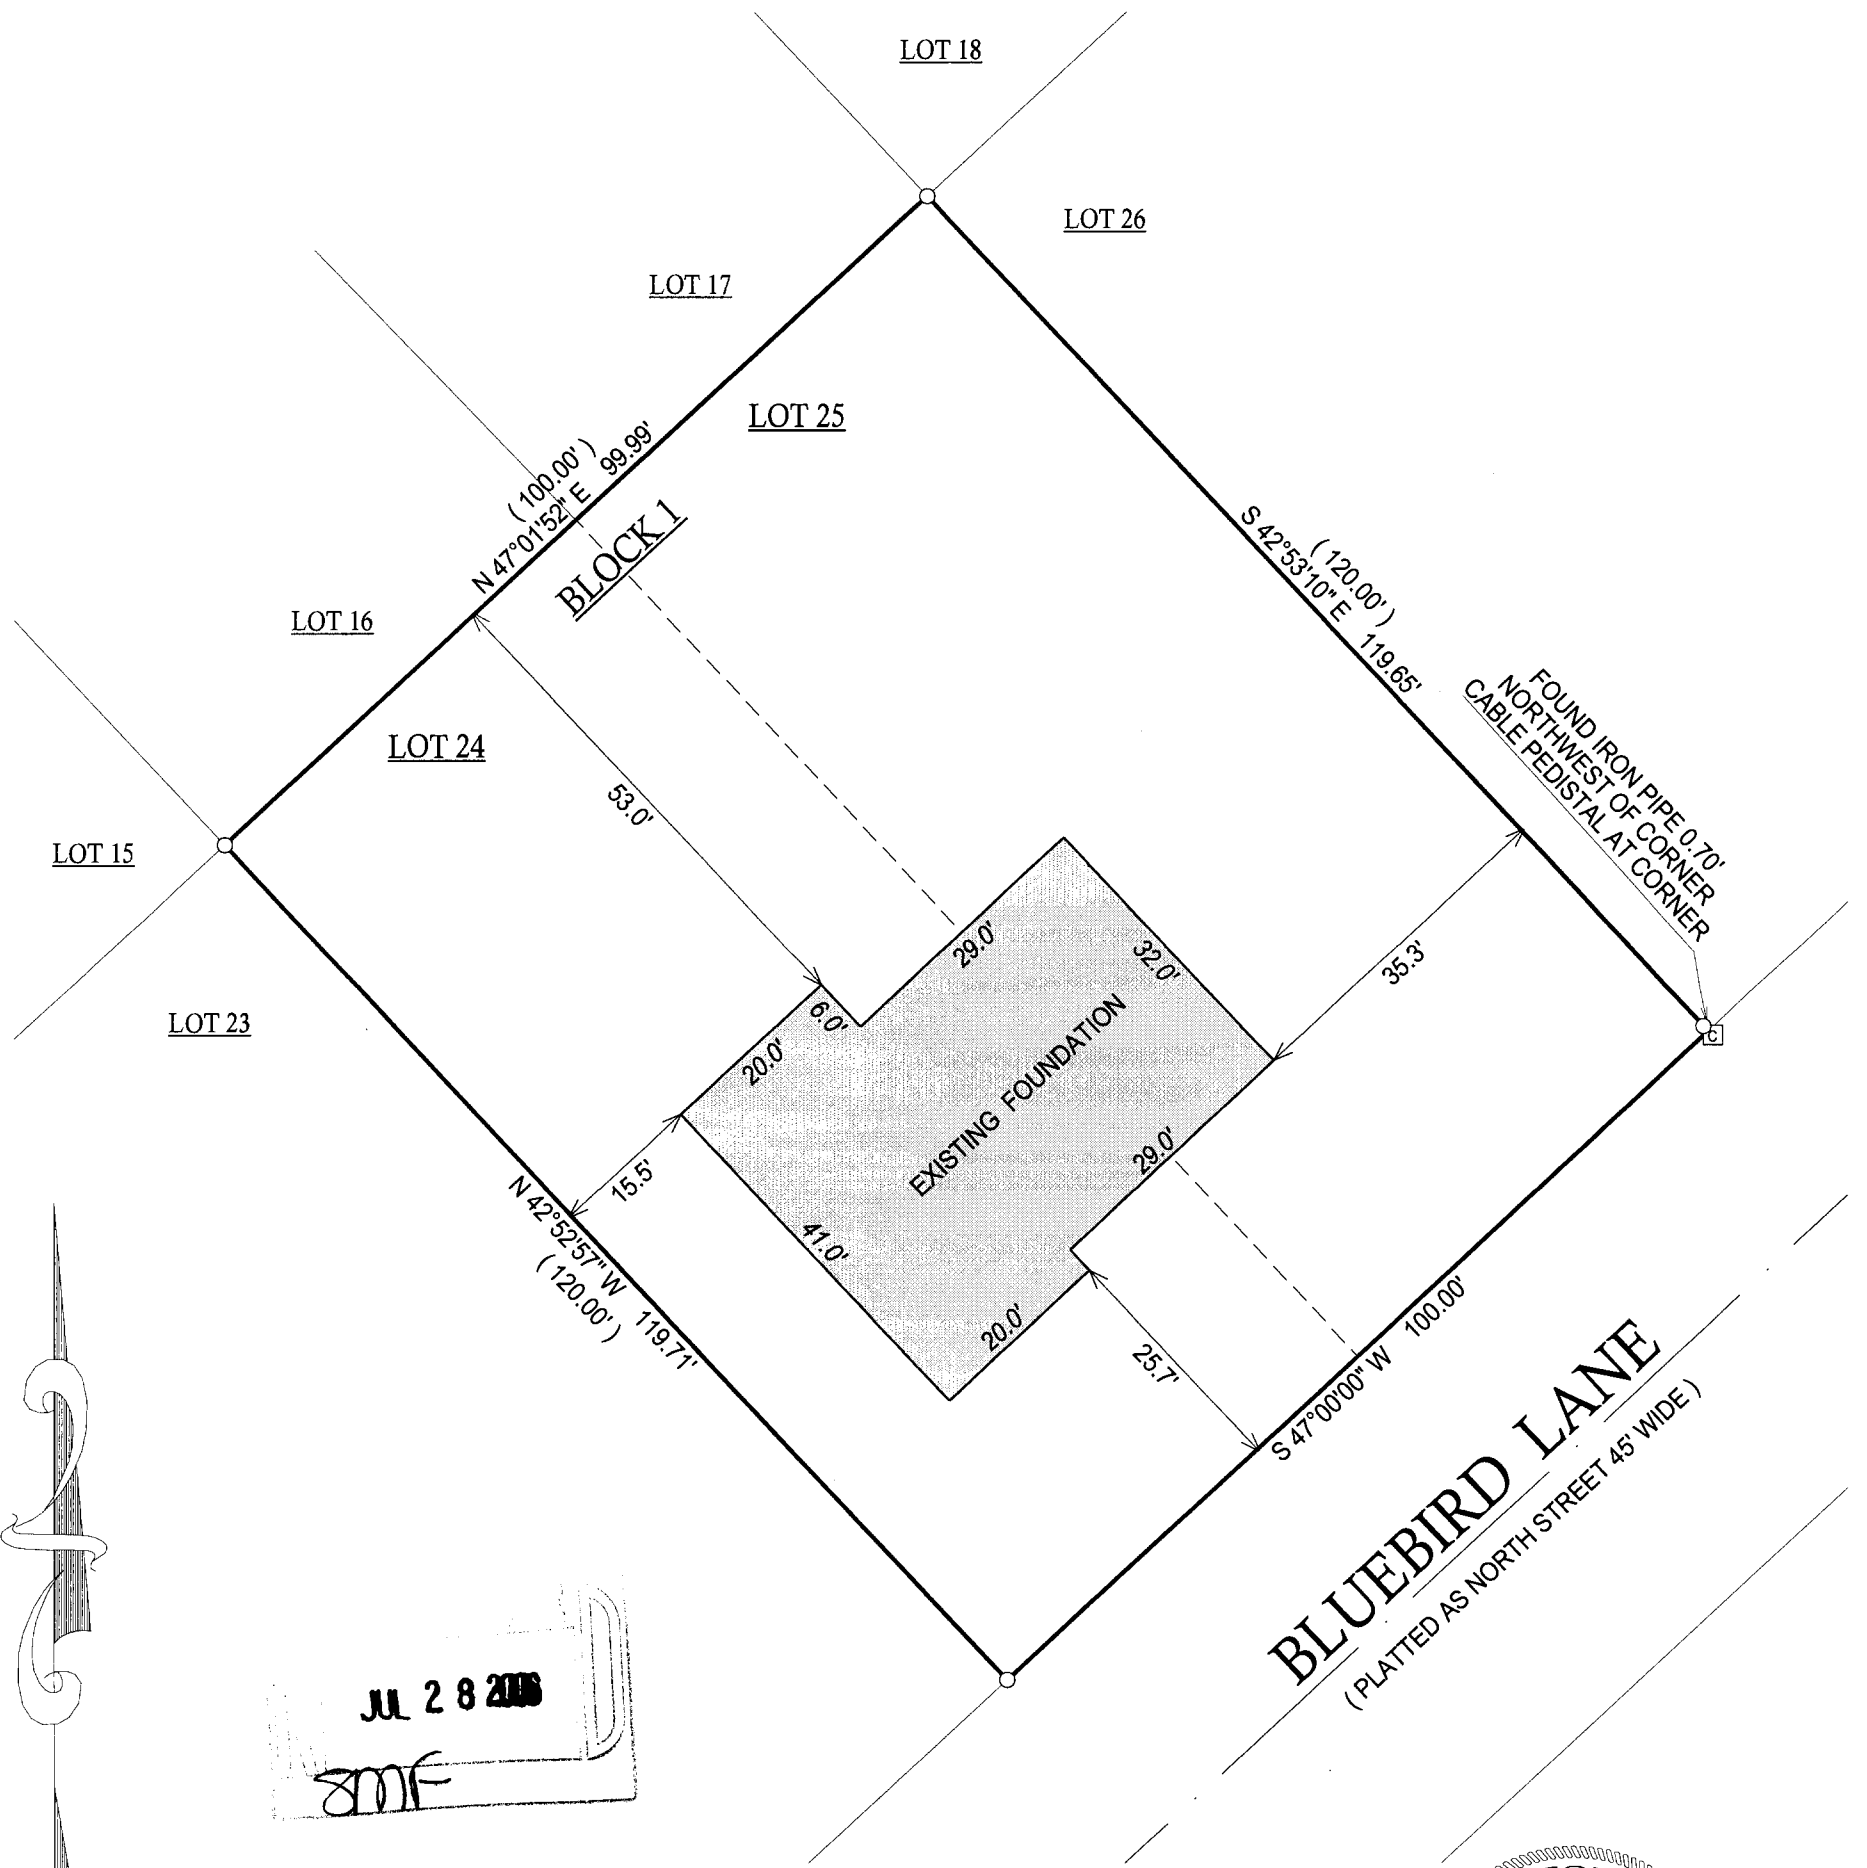 LOT 18
LOT 26
LOT 17
LOT 25
( 100.00' )
N 47°01'52" E 99.99'
BLOCK 1
S 42°53'10" E 119.65'
( 120.00' )
LOT 16
LOT 24
LOT 15
LOT 23
FOUND IRON PIPE 0.70'
NORTHWEST OF CORNER
CABLE PEDISTAL AT CORNER
C
53.0'
29.0'
32.0'
35.3'
6.0'
20.0'
EXISTING FOUNDATION
15.5'
29.0'
41.0'
20.0'
25.7'
N 42°52'57" W 119.71'
( 120.00' )
S 47°00'00" W 100.00'
BLUEBIRD LANE
( PLATTED AS NORTH STREET 45' WIDE )
JUL 28 2006
SMF